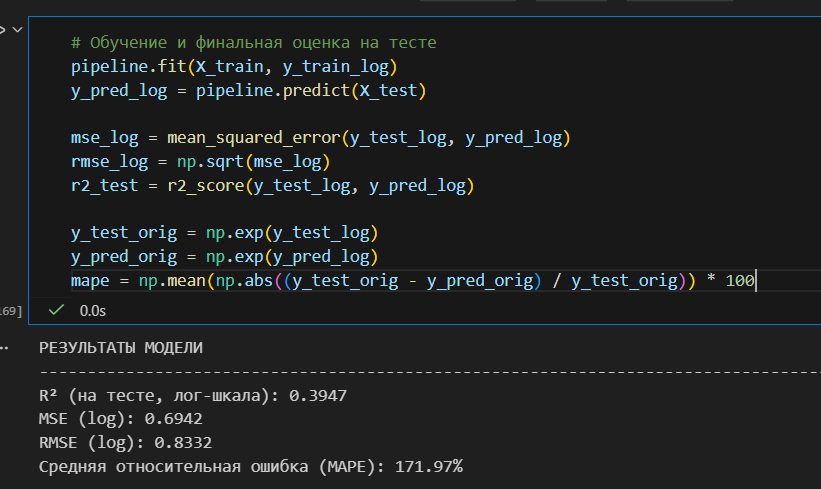 # Обучение и финальная оценка на тесте
pipeline.fit(X_train, y_train_log)
y_pred_log = pipeline.predict(X_test)
mse_log = mean_squared_error(y_test_log, y_pred_log)
rmse_log = np.sqrt(mse_log)
r2_test = r2_score(y_test_log, y_pred_log)
y_test_orig = np.exp(y_test_log)
y_pred_orig = np.exp(y_pred_log)
mape = np.mean(np.abs((y_test_orig - y_pred_orig) / y_test_orig)) * 100
69] 0.0s
РЕЗУЛЬТАТЫ МОДЕЛИ
--------------------------------------------------------------------------------
R² (на тесте, лог-шкала): 0.3947
MSE (log): 0.6942
RMSE (log): 0.8332
Средняя относительная ошибка (MAPE): 171.97%